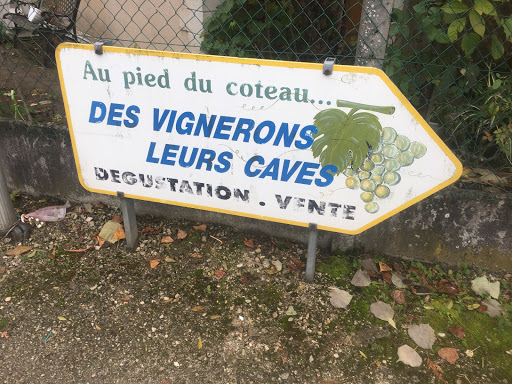 Au pied du coteau...
DES VIGNERONS
LEURS CAVES
DEGUSTATION . VENTE